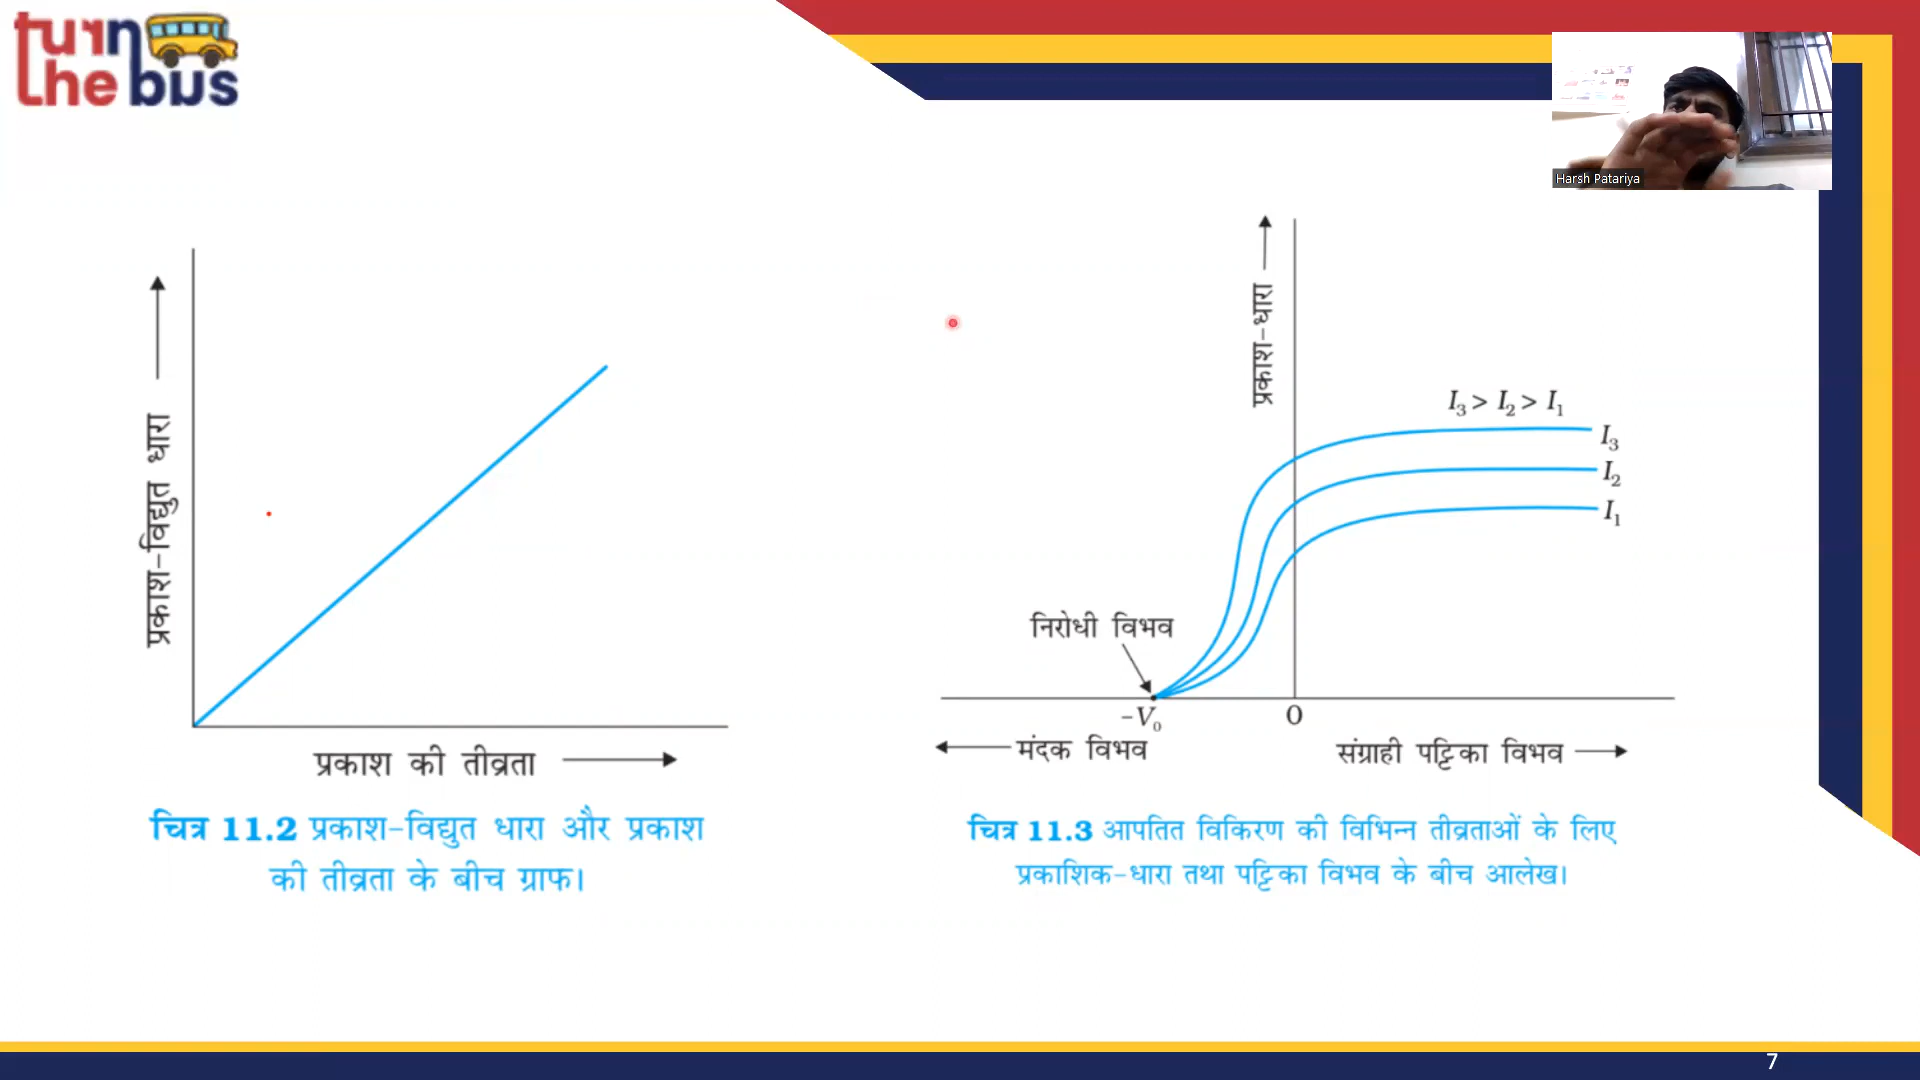 turn
the bus
Harsh Patariya
प्रकाश-विद्युत धारा
प्रकाश की तीव्रता
चित्र 11.2 प्रकाश-विद्युत धारा और प्रकाश
की तीव्रता के बीच ग्राफ।
प्रकाश-धारा
I₃ > I₂ > I₁
I₃
I₂
I₁
निरोधी विभव
–V₀
0
मंदक विभव
संग्राही पट्टिका विभव
चित्र 11.3 आपतित विकिरण की विभिन्न तीव्रताओं के लिए
प्रकाशिक-धारा तथा पट्टिका विभव के बीच आलेख।
7